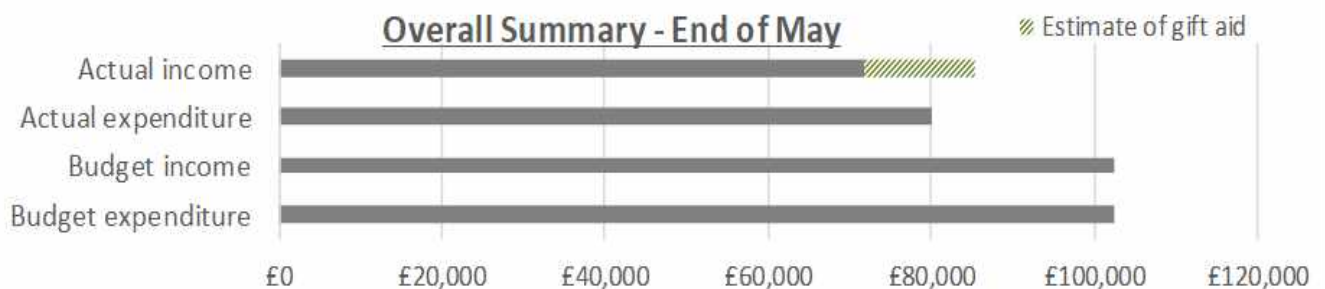 Overall Summary - End of May
Estimate of gift aid
Actual income
Actual expenditure
Budget income
Budget expenditure
£0 £20,000 £40,000 £60,000 £80,000 £100,000 £120,000